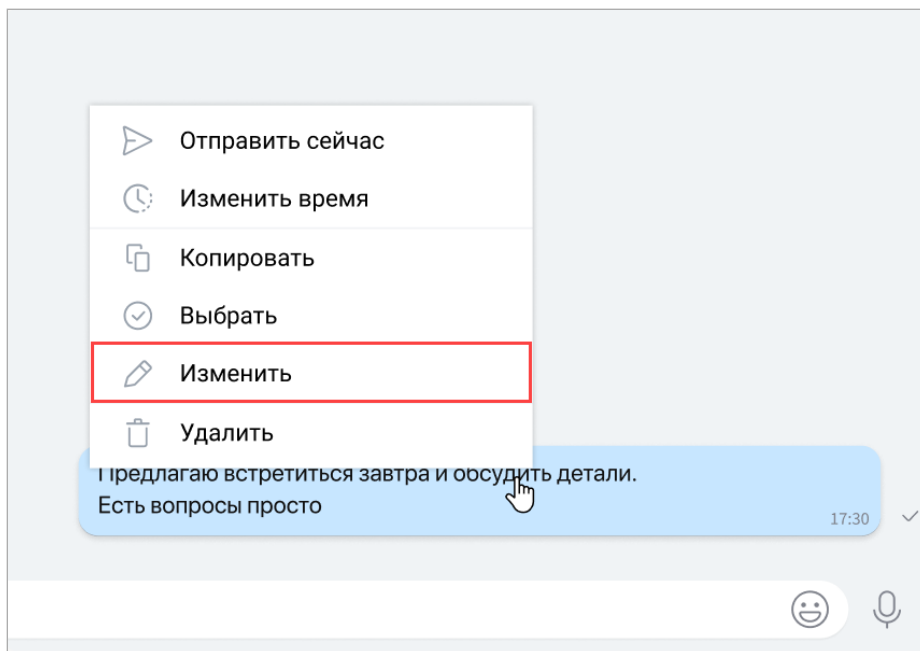 Отправить сейчас
Изменить время
Копировать
Выбрать
Изменить
Удалить
Предлагаю встретиться завтра и обсудить детали.
Есть вопросы просто
17:30